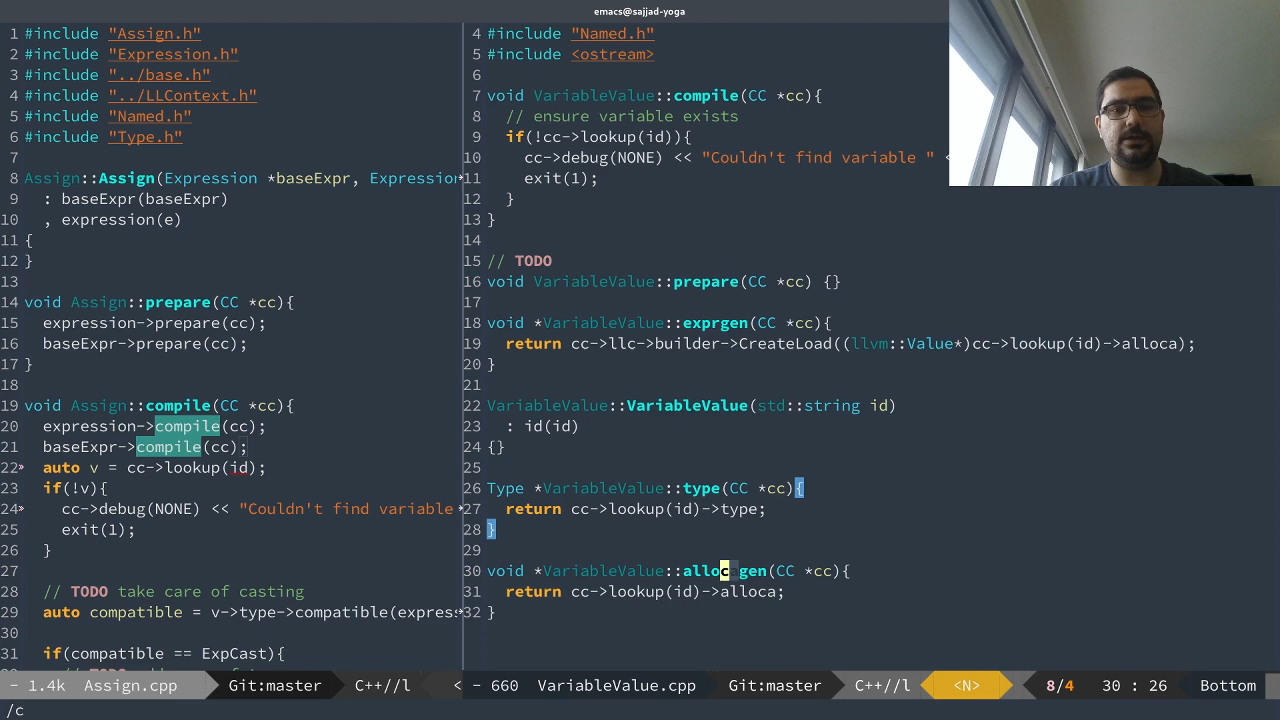 emacs@sajjad-yoga
1 #include "Assign.h"
2 #include "Expression.h"
3 #include "../base.h"
4 #include "../LLContext.h"
5 #include "Named.h"
6 #include "Type.h"
7
8 Assign::Assign(Expression *baseExpr, Expression
9 : baseExpr(baseExpr)
10 , expression(e)
11 {
12 }
13
14 void Assign::prepare(CC *cc){
15 expression->prepare(cc);
16 baseExpr->prepare(cc);
17 }
18
19 void Assign::compile(CC *cc){
20 expression->compile(cc);
21 baseExpr->compile(cc);
22 auto v = cc->lookup(id);
23 if(!v){
24 cc->debug(NONE) << "Couldn't find variable
25 exit(1);
26 }
27
28 // TODO take care of casting
29 auto compatible = v->type->compatible(express
30
31 if(compatible == ExpCast){
4 #include "Named.h"
5 #include <ostream>
6
7 void VariableValue::compile(CC *cc){
8 // ensure variable exists
9 if(!cc->lookup(id)){
10 cc->debug(NONE) << "Couldn't find variable " <
11 exit(1);
12 }
13 }
14
15 // TODO
16 void VariableValue::prepare(CC *cc) {}
17
18 void *VariableValue::exprgen(CC *cc){
19 return cc->llc->builder->CreateLoad((llvm::Value*)cc->lookup(id)->alloca);
20 }
21
22 VariableValue::VariableValue(std::string id)
23 : id(id)
24 {}
25
26 Type *VariableValue::type(CC *cc){
27 return cc->lookup(id)->type;
28 }
29
30 void *VariableValue::allocagen(CC *cc){
31 return cc->lookup(id)->alloca;
32 }
- 1.4k Assign.cpp Git:master C++//l <
- 660 VariableValue.cpp Git:master C++//l <N> 8/4 30 : 26 Bottom
/c